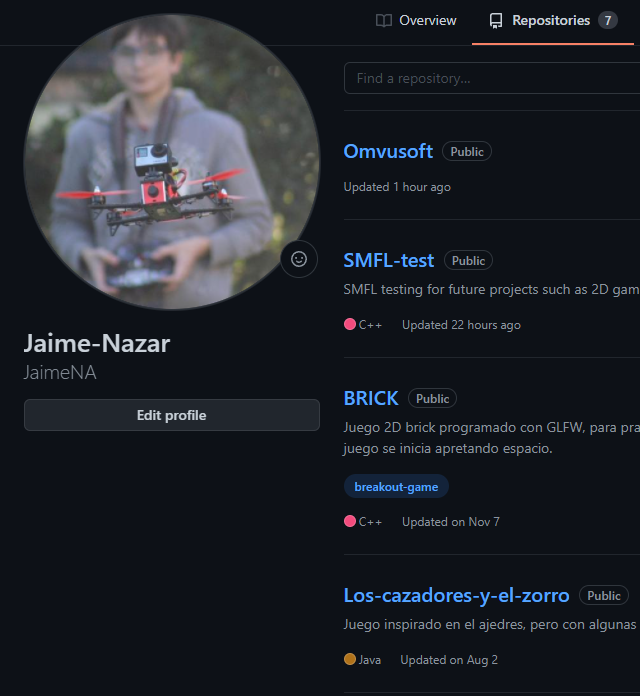 Overview
Repositories 7
Find a repository...
Omvusoft Public
Updated 1 hour ago
SMFL-test Public
SMFL testing for future projects such as 2D gam
C++ Updated 22 hours ago
Jaime-Nazar
JaimeNA
Edit profile
BRICK Public
Juego 2D brick programado con GLFW, para pra
juego se inicia apretando espacio.
breakout-game
C++ Updated on Nov 7
Los-cazadores-y-el-zorro Public
Juego inspirado en el ajedres, pero con algunas
Java Updated on Aug 2